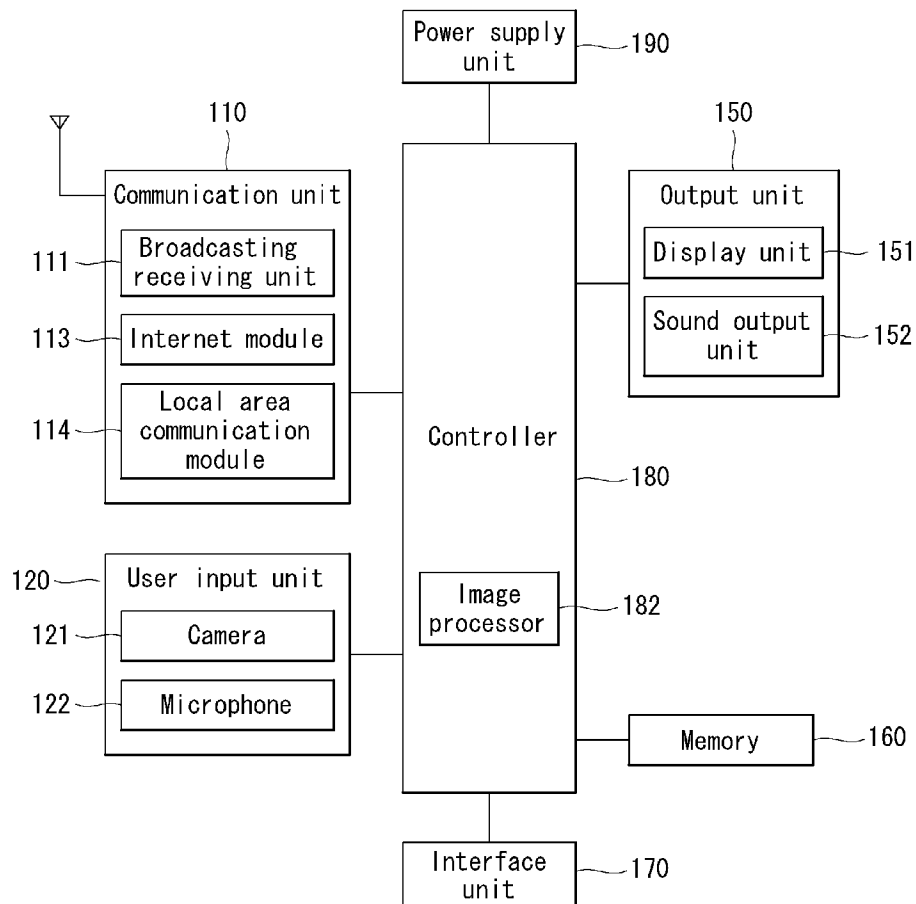 Power supply
unit
190
110
Communication unit
111
Broadcasting
receiving unit
113
Internet module
114
Local area
communication
module
120
User input unit
121
Camera
122
Microphone
Controller
180
Image
processor
182
150
Output unit
Display unit
151
Sound output
unit
152
Memory
160
Interface
unit
170